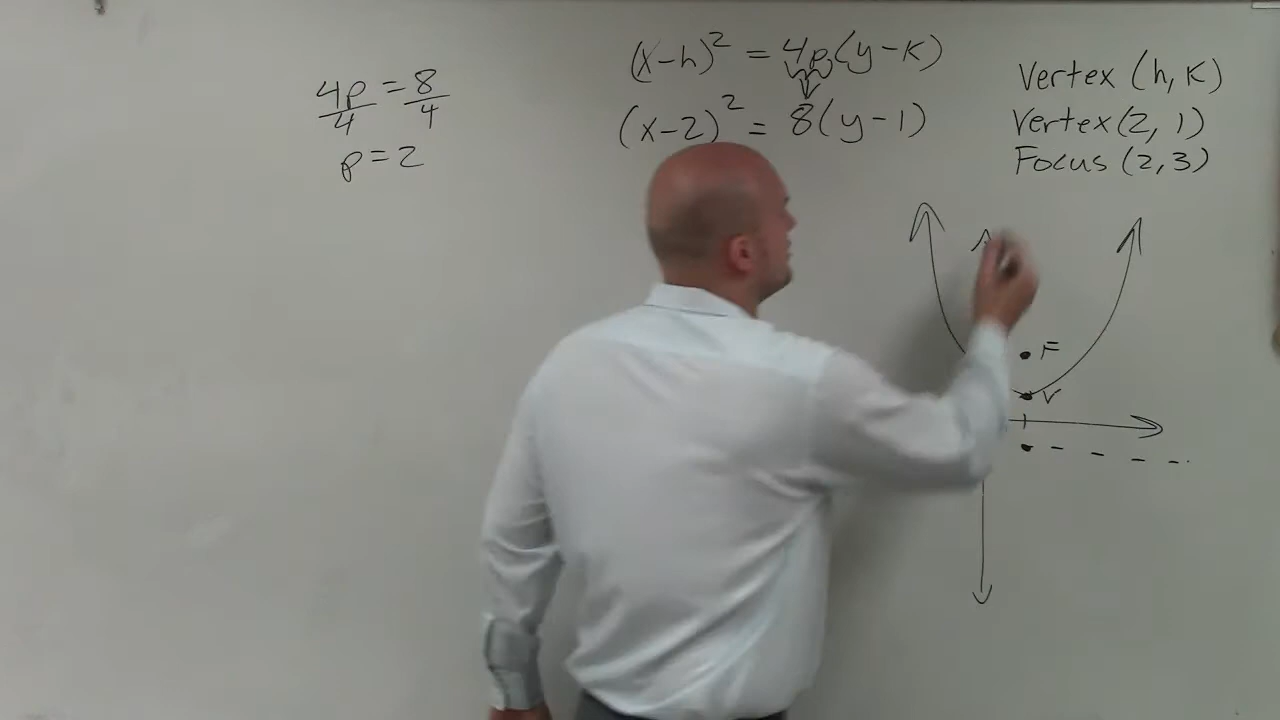 4p = 8
4 4
p = 2
(x-h)² = 4p(y-k)
(x-2)² = 8(y-1)
Vertex (h, k)
Vertex (2, 1)
Focus (2, 3)
F
V